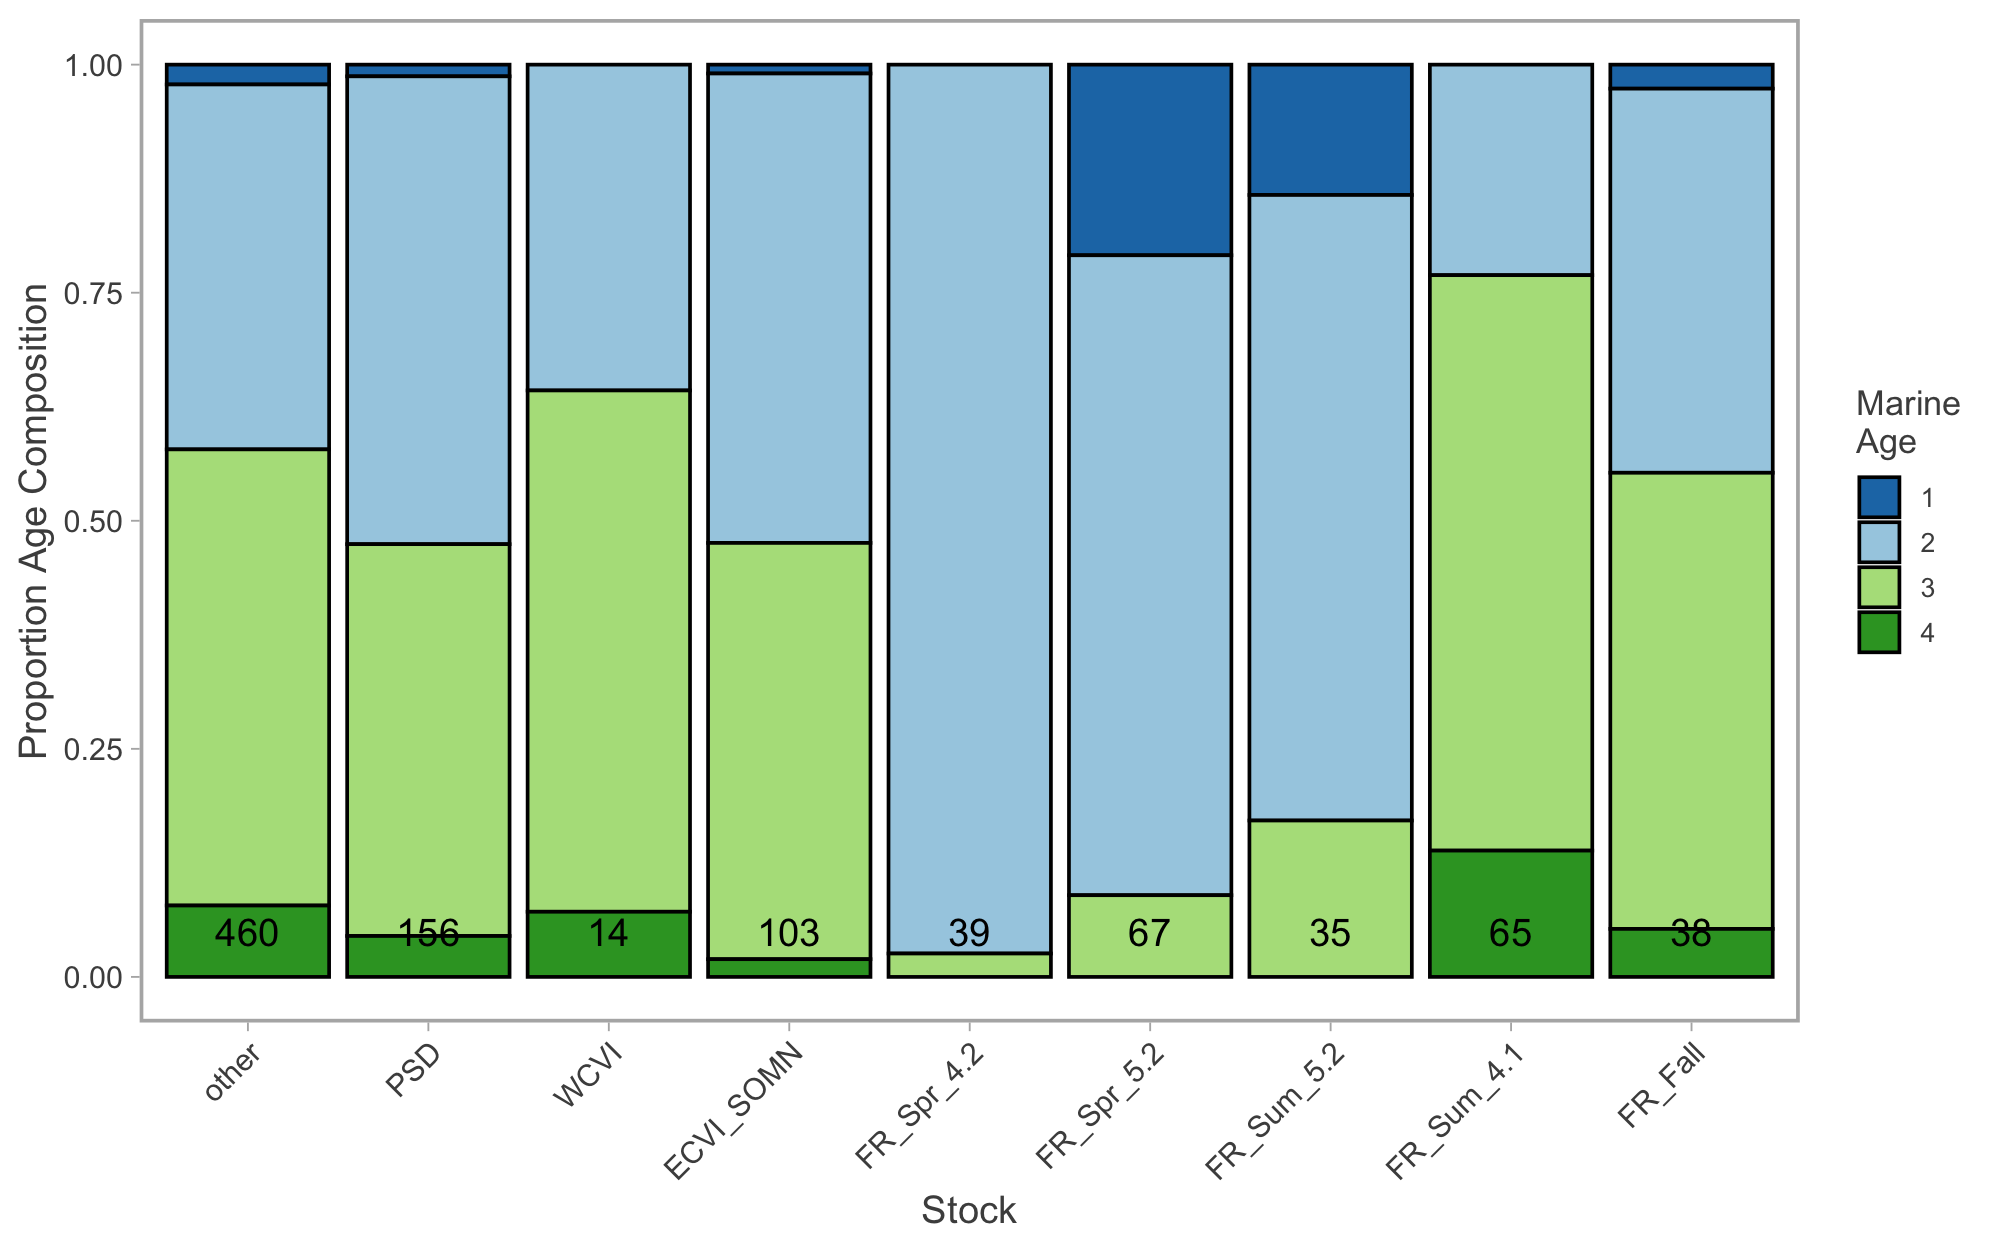 1.00
0.75
0.50
0.25
0.00
Proportion Age Composition
460 156 14 103 39 67 35 65 38
other PSD WCVI ECVI_SOMN FR_Spr_4.2 FR_Spr_5.2 FR_Sum_5.2 FR_Sum_4.1 FR_Fall
Stock
Marine
Age
1
2
3
4